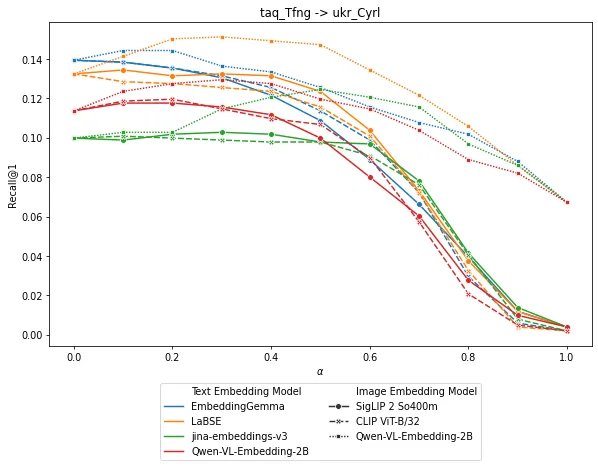 taq_Tfng -> ukr_Cyrl
Recall@1
0.14
0.12
0.10
0.08
0.06
0.04
0.02
0.00
0.0 0.2 0.4 0.6 0.8 1.0
α
Text Embedding Model Image Embedding Model
EmbeddingGemma SigLIP 2 So400m
LaBSE CLIP ViT-B/32
jina-embeddings-v3 Qwen-VL-Embedding-2B
Qwen-VL-Embedding-2B